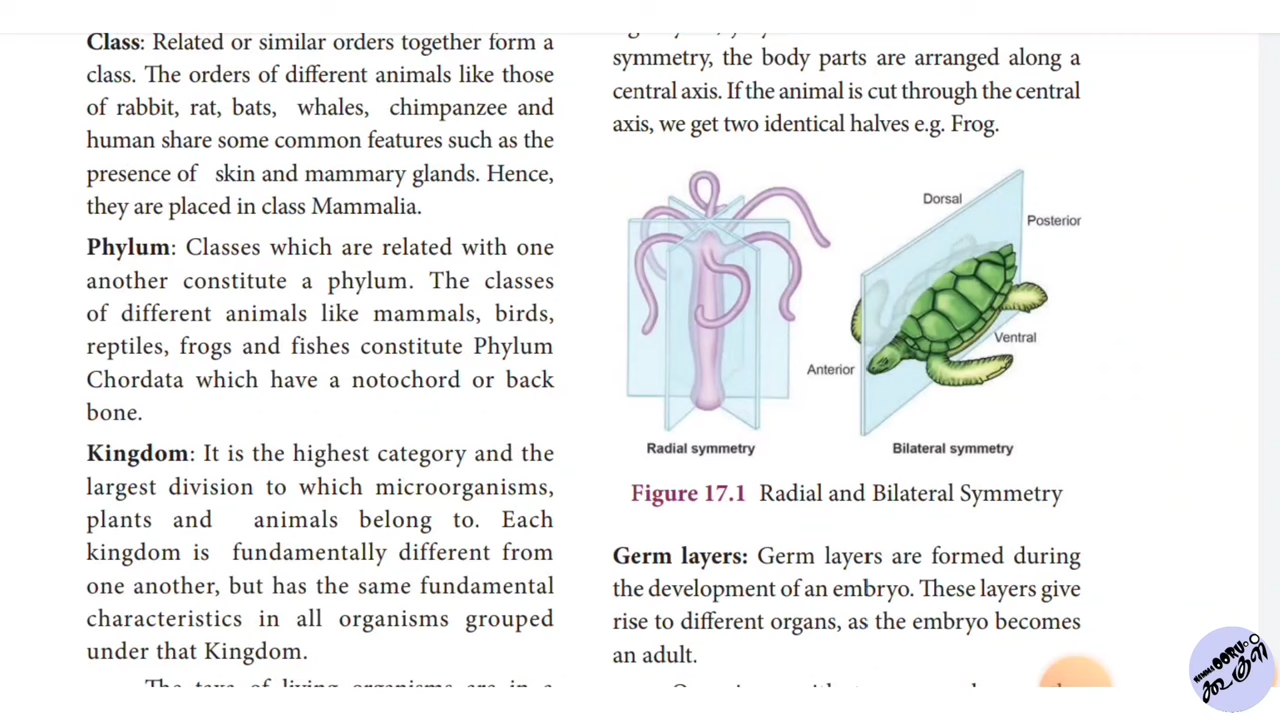 Class: Related or similar orders together form a
class. The orders of different animals like those
of rabbit, rat, bats, whales, chimpanzee and
human share some common features such as the
presence of skin and mammary glands. Hence,
they are placed in class Mammalia.
Phylum: Classes which are related with one
another constitute a phylum. The classes
of different animals like mammals, birds,
reptiles, frogs and fishes constitute Phylum
Chordata which have a notochord or back
bone.
Kingdom: It is the highest category and the
largest division to which microorganisms,
plants and animals belong to. Each
kingdom is fundamentally different from
one another, but has the same fundamental
characteristics in all organisms grouped
under that Kingdom.
symmetry, the body parts are arranged along a
central axis. If the animal is cut through the central
axis, we get two identical halves e.g. Frog.
Dorsal
Posterior
Ventral
Anterior
Radial symmetry
Bilateral symmetry
Figure 17.1 Radial and Bilateral Symmetry
Germ layers: Germ layers are formed during
the development of an embryo. These layers give
rise to different organs, as the embryo becomes
an adult.